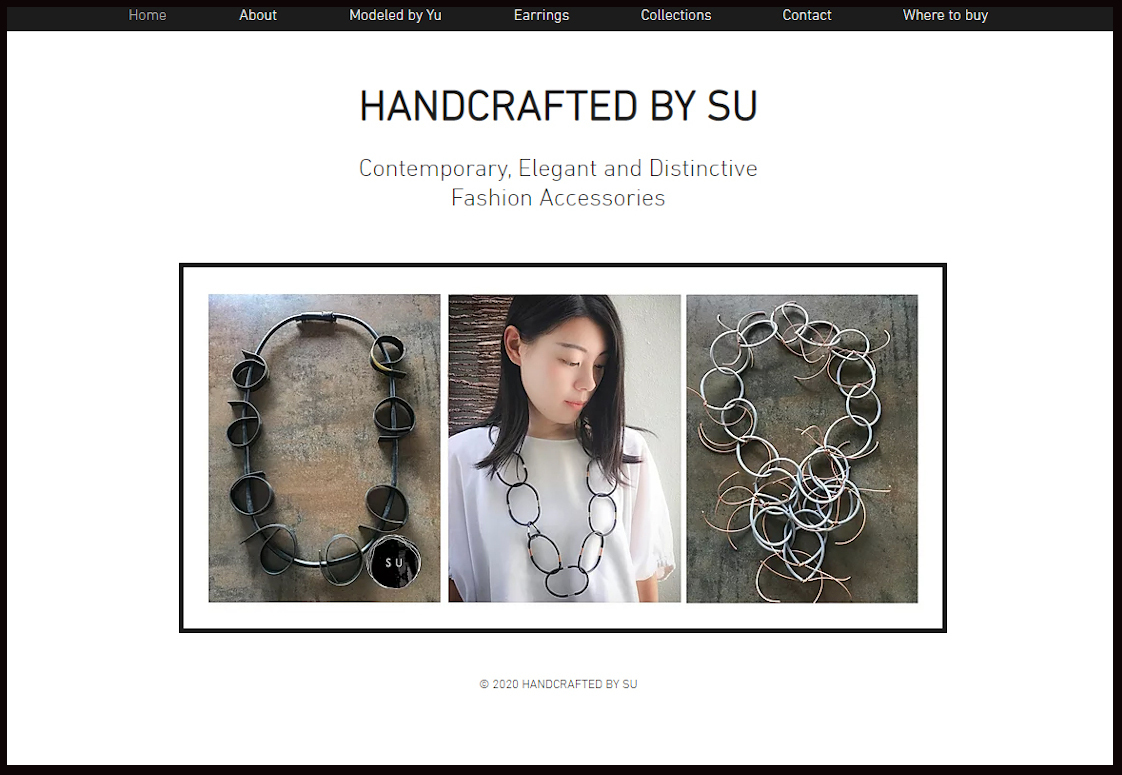 Home About Modeled by Yu Earrings Collections Contact Where to buy
HANDCRAFTED BY SU
Contemporary, Elegant and Distinctive
Fashion Accessories
SU
© 2020 HANDCRAFTED BY SU